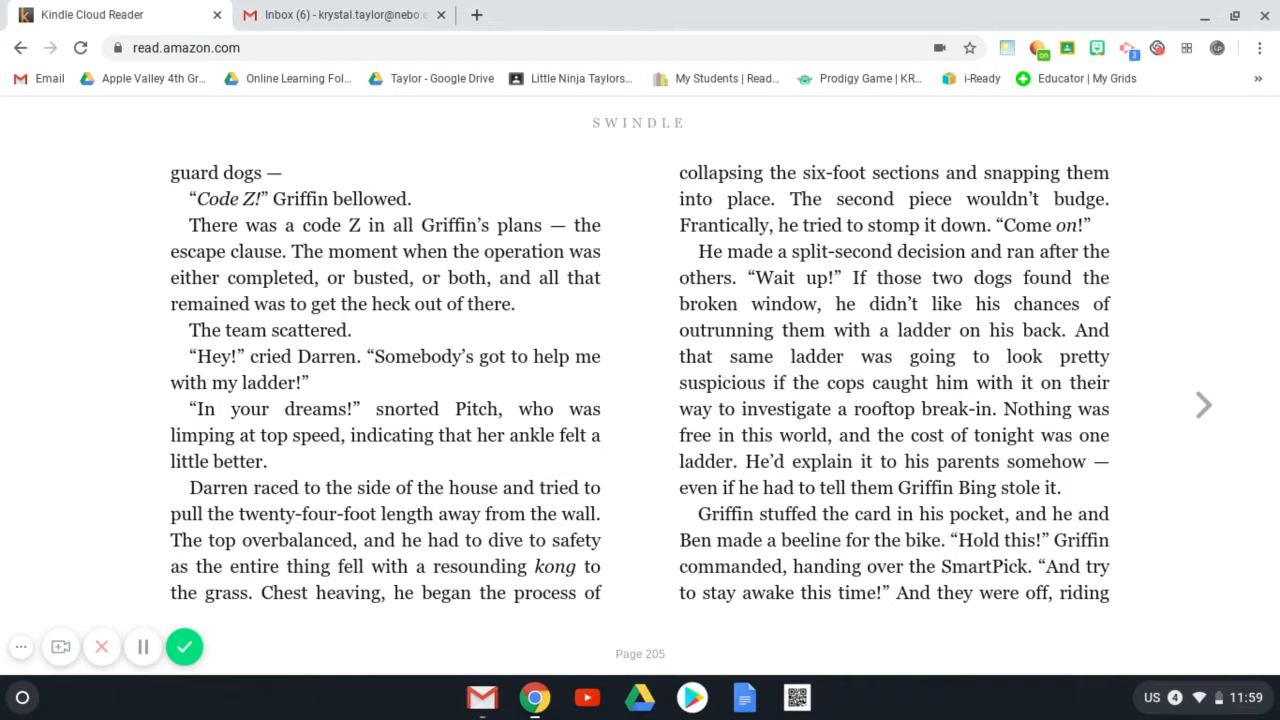 Kindle Cloud Reader
Inbox (6) - krystal.taylor@nebo.e
read.amazon.com
on
3
LP
Email
Apple Valley 4th Gr...
Online Learning Fol...
Taylor - Google Drive
Little Ninja Taylors...
My Students | Read...
Prodigy Game | KR...
i-Ready
Educator | My Grids
»
SWINDLE
guard dogs —
“Code Z!” Griffin bellowed.
There was a code Z in all Griffin’s plans — the
escape clause. The moment when the operation was
either completed, or busted, or both, and all that
remained was to get the heck out of there.
The team scattered.
“Hey!” cried Darren. “Somebody’s got to help me
with my ladder!”
“In your dreams!” snorted Pitch, who was
limping at top speed, indicating that her ankle felt a
little better.
Darren raced to the side of the house and tried to
pull the twenty-four-foot length away from the wall.
The top overbalanced, and he had to dive to safety
as the entire thing fell with a resounding kong to
the grass. Chest heaving, he began the process of
collapsing the six-foot sections and snapping them
into place. The second piece wouldn’t budge.
Frantically, he tried to stomp it down. “Come on!”
He made a split-second decision and ran after the
others. “Wait up!” If those two dogs found the
broken window, he didn’t like his chances of
outrunning them with a ladder on his back. And
that same ladder was going to look pretty
suspicious if the cops caught him with it on their
way to investigate a rooftop break-in. Nothing was
free in this world, and the cost of tonight was one
ladder. He’d explain it to his parents somehow —
even if he had to tell them Griffin Bing stole it.
Griffin stuffed the card in his pocket, and he and
Ben made a beeline for the bike. “Hold this!” Griffin
commanded, handing over the SmartPick. “And try
to stay awake this time!” And they were off, riding
Page 205
US 4 11:59